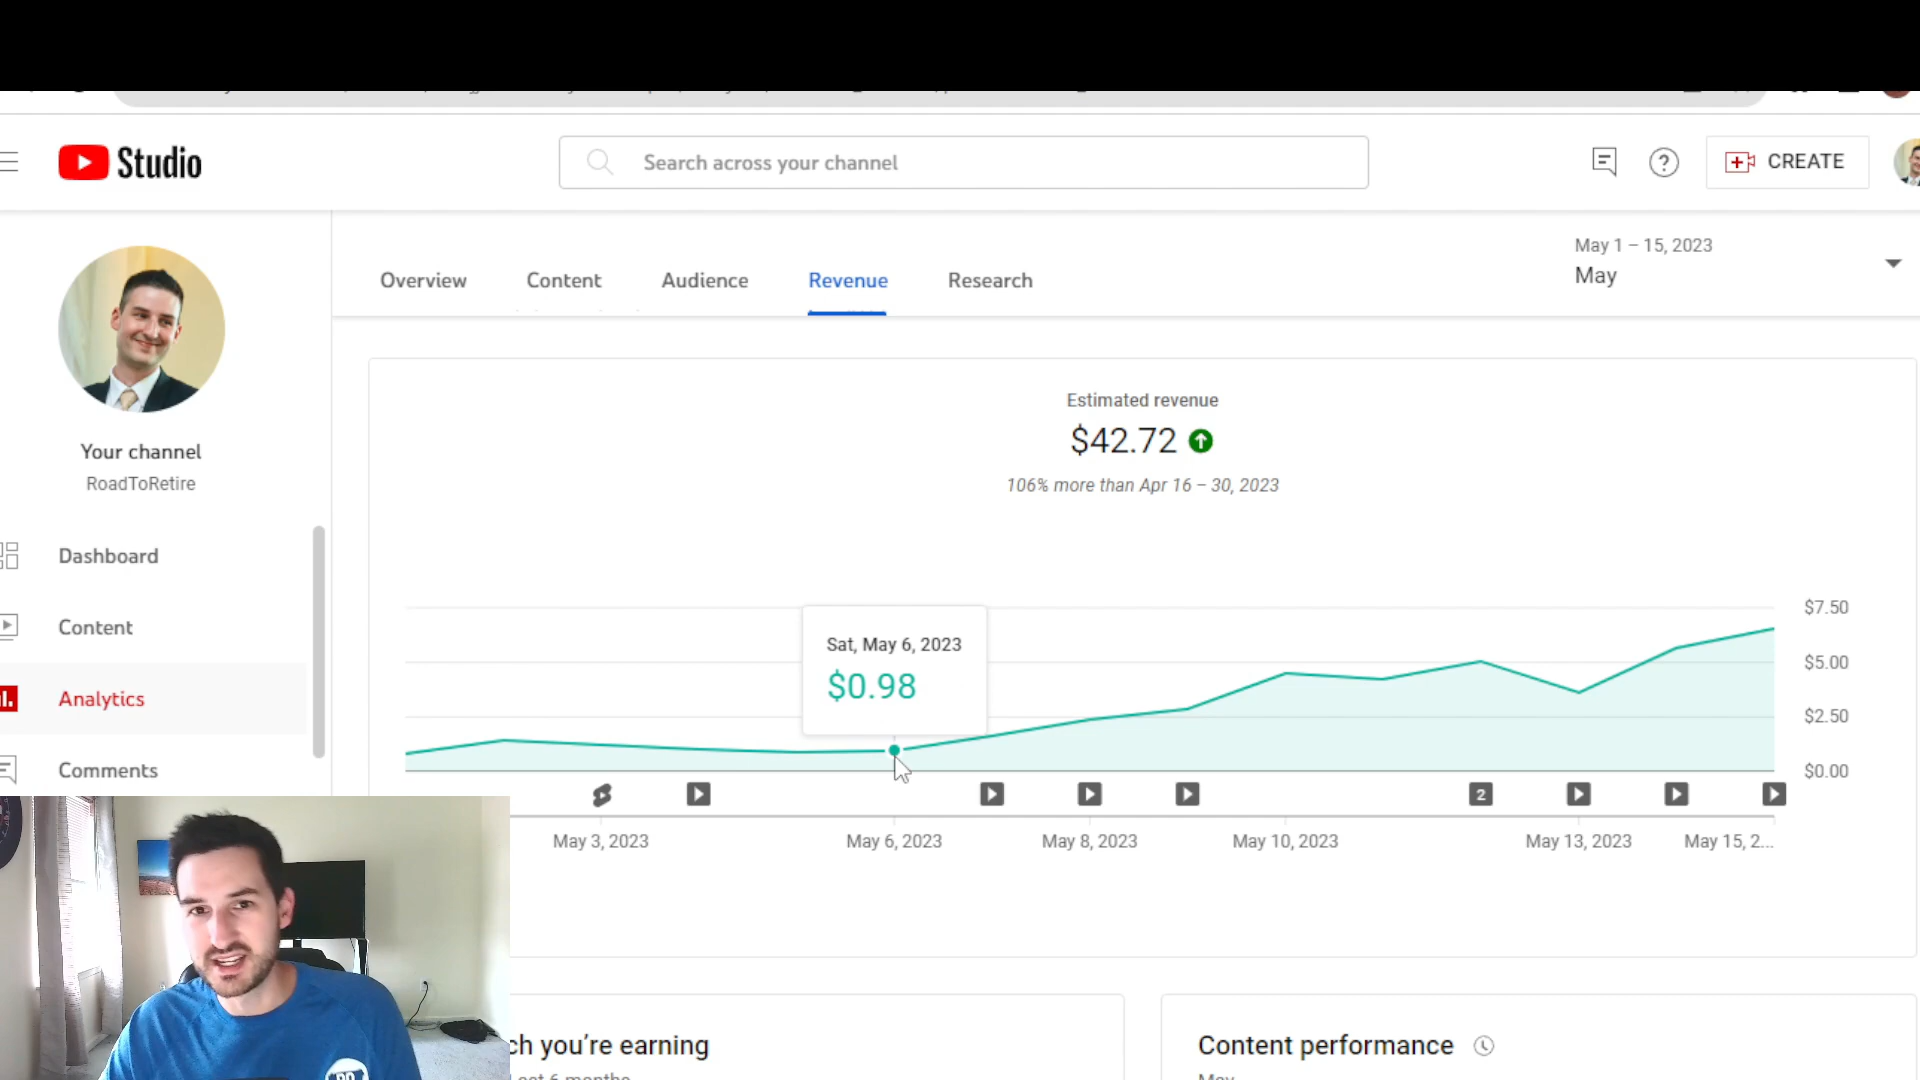 Studio
Search across your channel
CREATE
Your channel
RoadToRetire
Dashboard
Content
Analytics
Comments
Overview
Content
Audience
Revenue
Research
May 1 – 15, 2023
May
Estimated revenue
$42.72
106% more than Apr 16 – 30, 2023
Sat, May 6, 2023
$0.98
$7.50
$5.00
$2.50
$0.00
2
May 3, 2023
May 6, 2023
May 8, 2023
May 10, 2023
May 13, 2023
May 15, 2...
ch you're earning
Content performance